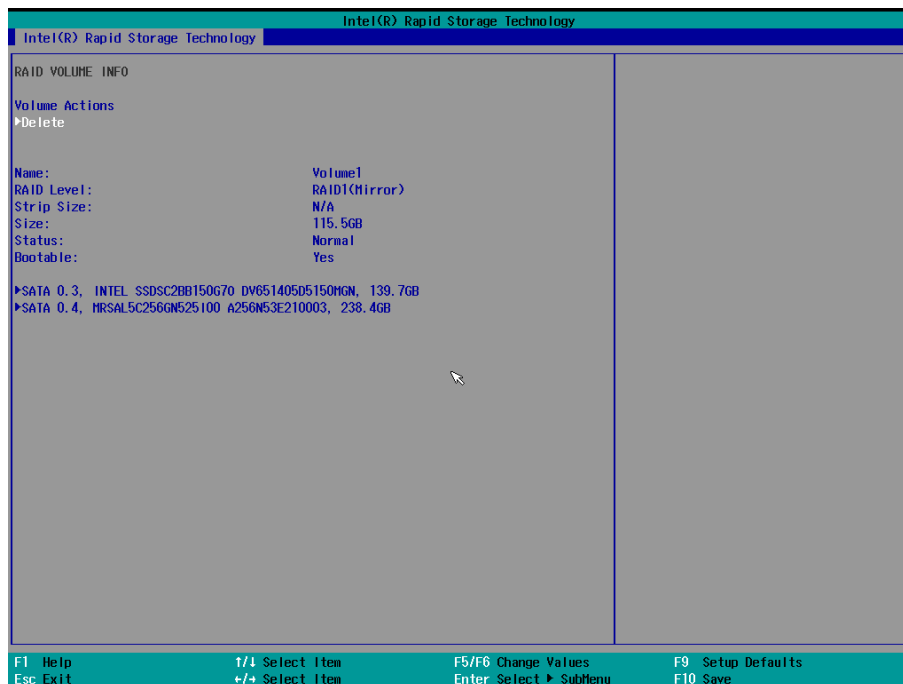 Intel(R) Rapid Storage Technology
Intel(R) Rapid Storage Technology
RAID VOLUME INFO
Volume Actions
▶Delete
Name: Volume1
RAID Level: RAID1(Mirror)
Strip Size: N/A
Size: 115.5GB
Status: Normal
Bootable: Yes
▶SATA 0.3, INTEL SSDSC2BB150G70 DV651405D5150MGN, 139.7GB
▶SATA 0.4, MRSAL5C256GN525I00 A256N53E210003, 238.4GB
F1 Help ↑/↓ Select Item F5/F6 Change Values F9 Setup Defaults
Esc Exit ←/→ Select Item Enter Select ▶ SubMenu F10 Save